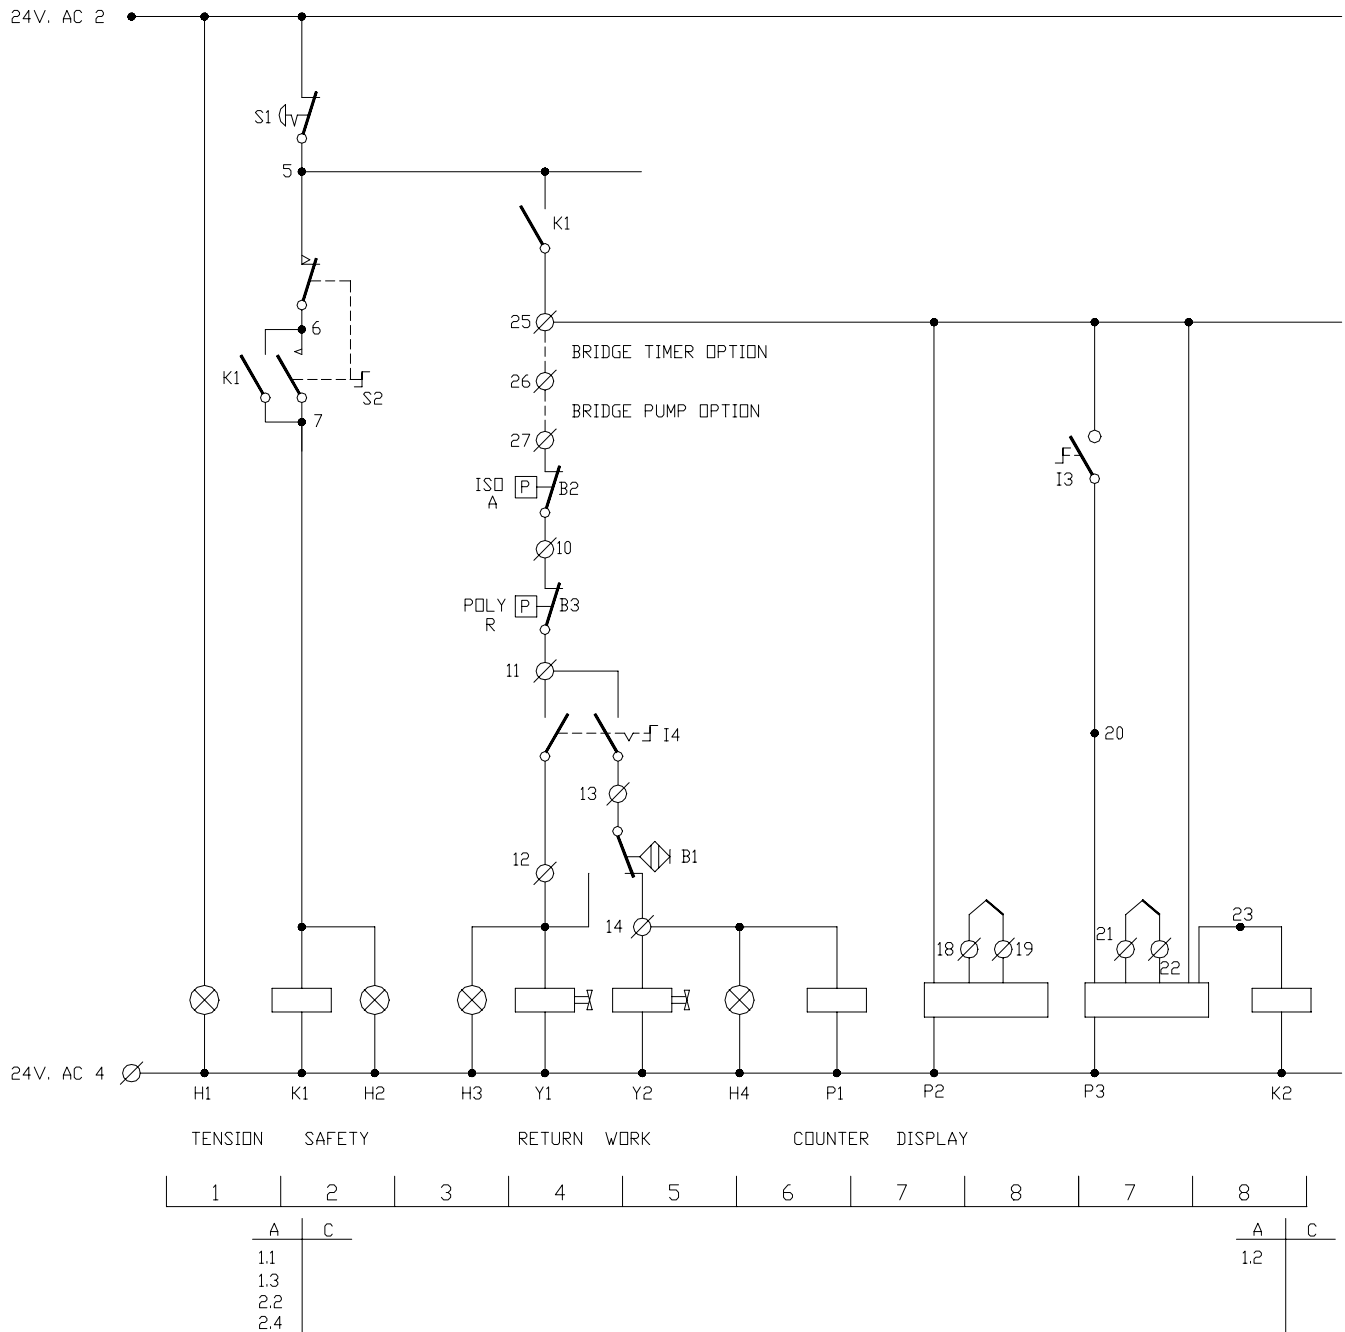 24V. AC 2
S1
5
K1
25
6
BRIDGE TIMER OPTION
K1
26
S2
BRIDGE PUMP OPTION
7
27
I3
ISO
P
B2
A
10
POLY
P
B3
R
11
I4
20
13
12
B1
14
23
18
19
21
22
24V. AC 4
H1 K1 H2 H3 Y1 Y2 H4 P1 P2 P3 K2
TENSION SAFETY RETURN WORK COUNTER DISPLAY
1 2 3 4 5 6 7 8 7 8
A C A C
1.1 1.2
1.3
2.2
2.4